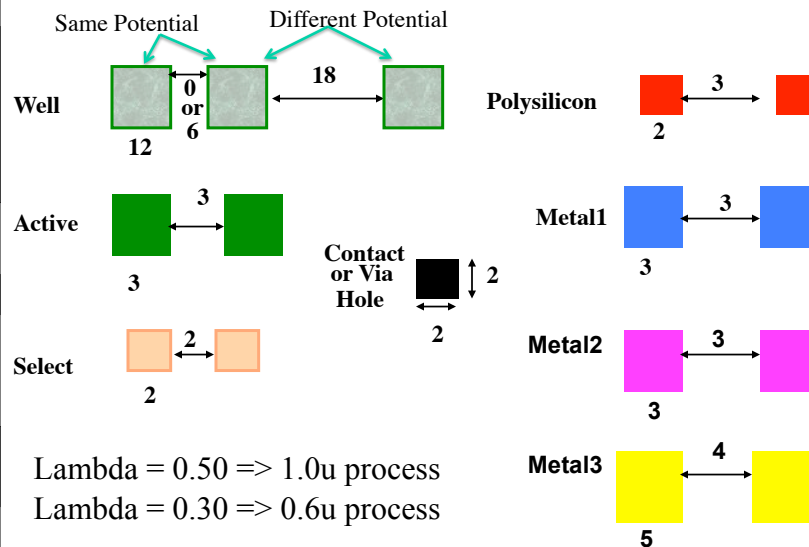 Same Potential
Different Potential
Well
0
or
6
18
12
Polysilicon
3
2
Active
3
3
Metal1
3
3
Contact
or Via
Hole
2
2
Select
2
2
Metal2
3
3
Metal3
4
5
Lambda = 0.50 => 1.0u process
Lambda = 0.30 => 0.6u process